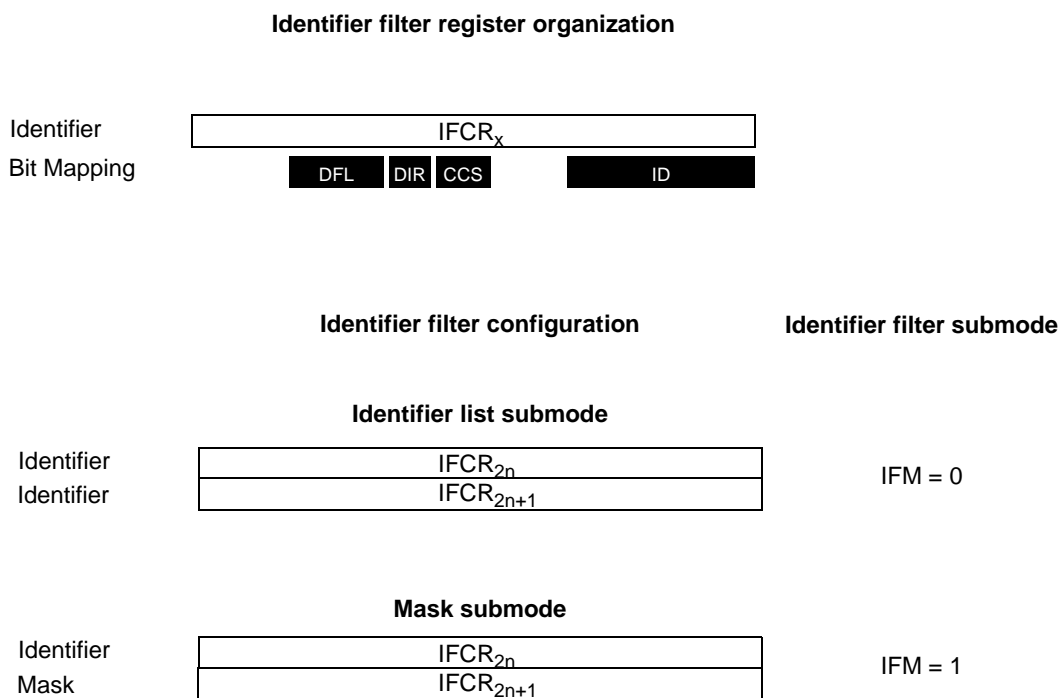 Identifier filter register organization
Identifier IFCRx
Bit Mapping DFL DIR CCS ID
Identifier filter configuration Identifier filter submode
Identifier list submode
Identifier IFCR2n
Identifier IFCR2n+1
IFM = 0
Mask submode
Identifier IFCR2n
Mask IFCR2n+1
IFM = 1